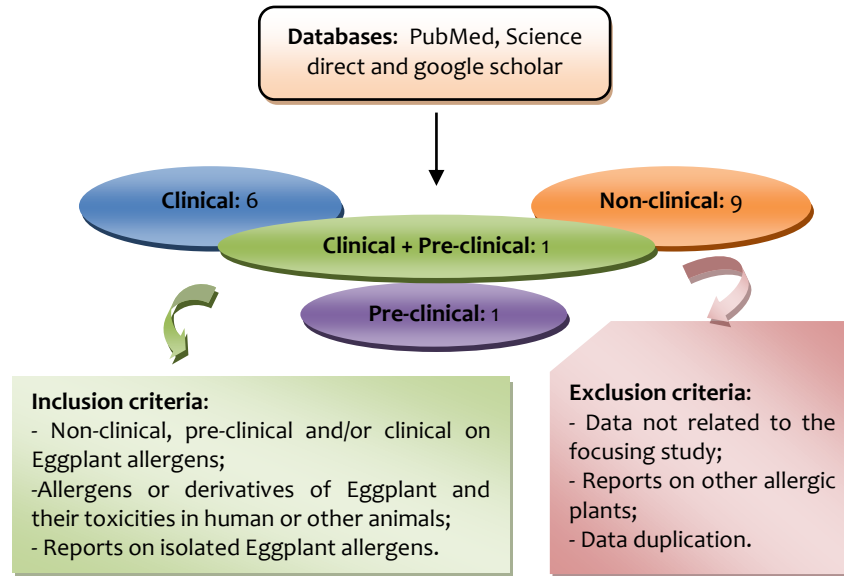 Databases: PubMed, Science
direct and google scholar
Clinical: 6
Non-clinical: 9
Clinical + Pre-clinical: 1
Pre-clinical: 1
Inclusion criteria:
- Non-clinical, pre-clinical and/or clinical on
Eggplant allergens;
-Allergens or derivatives of Eggplant and
their toxicities in human or other animals;
- Reports on isolated Eggplant allergens.
Exclusion criteria:
- Data not related to the
focusing study;
- Reports on other allergic
plants;
- Data duplication.